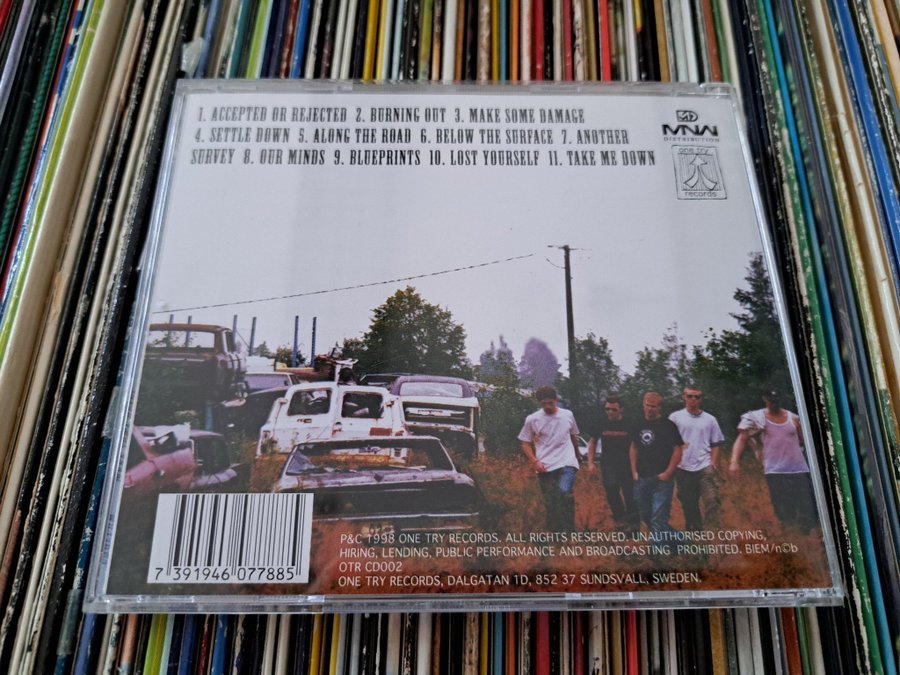 1. ACCEPTED OR REJECTED 2. BURNING OUT 3. MAKE SOME DAMAGE
4. SETTLE DOWN 5. ALONG THE ROAD 6. BELOW THE SURFACE 7. ANOTHER
SURVEY 8. OUR MINDS 9. BLUEPRINTS 10. LOST YOURSELF 11. TAKE ME DOWN
MNW
DISTRIBUTION
one try
records
P&C 1998 ONE TRY RECORDS. ALL RIGHTS RESERVED. UNAUTHORISED COPYING,
HIRING, LENDING, PUBLIC PERFORMANCE AND BROADCASTING PROHIBITED. BIEM/n©b
OTR CD002
ONE TRY RECORDS, DALGATAN 1D, 852 37 SUNDSVALL, SWEDEN.
7 391946 077885